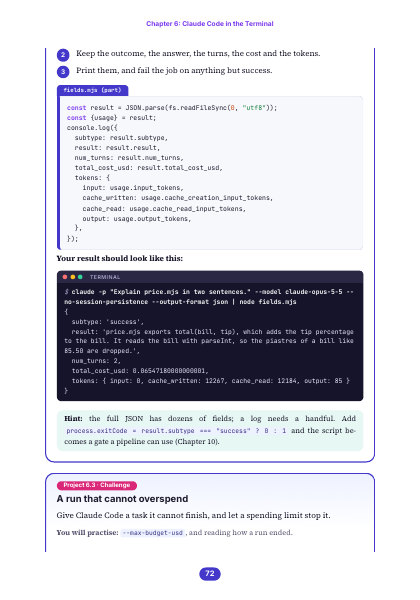 Chapter 6: Claude Code in the Terminal
2 Keep the outcome, the answer, the turns, the cost and the tokens.
3 Print them, and fail the job on anything but success.
fields.mjs (part)
const result = JSON.parse(fs.readFileSync(0, "utf8"));
const {usage} = result;
console.log({
  subtype: result.subtype,
  result: result.result,
  num_turns: result.num_turns,
  total_cost_usd: result.total_cost_usd,
  tokens: {
    input: usage.input_tokens,
    cache_written: usage.cache_creation_input_tokens,
    cache_read: usage.cache_read_input_tokens,
    output: usage.output_tokens,
  },
});
Your result should look like this:
TERMINAL
$ claude -p "Explain price.mjs in two sentences." --model claude-opus-5-5 --
no-session-persistence --output-format json | node fields.mjs
{
  subtype: 'success',
  result: 'price.mjs exports total(bill, tip), which adds the tip percentage
to the bill. It reads the bill with parseInt, so the piastres of a bill like
85.50 are dropped.',
  num_turns: 2,
  total_cost_usd: 0.06547180000000001,
  tokens: { input: 0, cache_written: 12267, cache_read: 12184, output: 85 }
}
Hint: the full JSON has dozens of fields; a log needs a handful. Add
process.exitCode = result.subtype === "success" ? 0 : 1 and the script be-
comes a gate a pipeline can use (Chapter 10).
Project 6.3 · Challenge
A run that cannot overspend
Give Claude Code a task it cannot finish, and let a spending limit stop it.
You will practise: --max-budget-usd, and reading how a run ended.
72